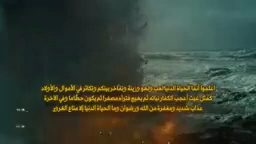 اعلموا أنما الحياة الدنيا لعب ولهو وزينة وتفاخر بينكم وتكاثر في الأموال والأولاد
كمثل غيث أعجب الكفار نباته ثم يهيج فتراه مصفرا ثم يكون حطاما وفي الآخرة
عذاب شديد ومغفرة من الله ورضوان وما الحياة الدنيا إلا متاع الغرور